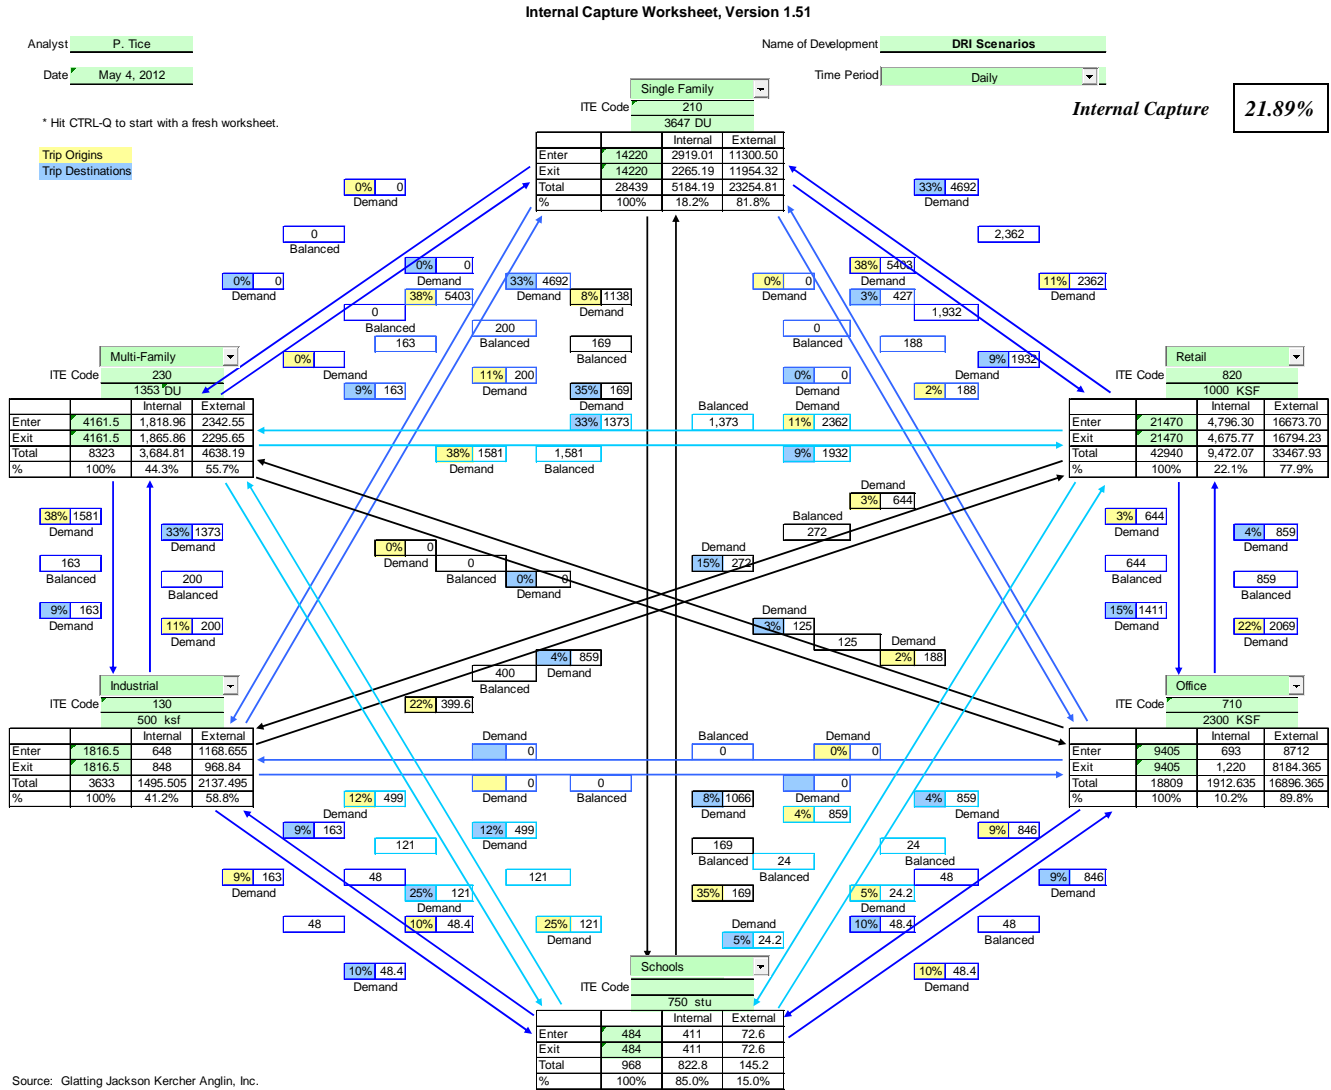 Internal Capture Worksheet, Version 1.51
Analyst P. Tice Name of Development DRI Scenarios
Date May 4, 2012 Time Period Daily
Single Family
ITE Code 210
3647 DU
Internal Capture 21.89%
* Hit CTRL-Q to start with a fresh worksheet.
Trip Origins
Trip Destinations
Internal External
Enter 14220 2919.01 11300.50
Exit 14220 2265.19 11954.32
Total 28439 5184.19 23254.81
% 100% 18.2% 81.8%
0% 0
Demand
33% 4692
Demand
0
Balanced
2,362
0% 0
Demand
0% 0
Demand
33% 4692
Demand
0% 0
Demand
38% 5403
Demand
11% 2362
Demand
38% 5403
8% 1138
Demand
3% 427
0
Balanced
1,932
163
200
Balanced
169
Balanced
0
Balanced
188
0%
Demand
9% 1932
Demand
9% 163
Demand
11% 200
Demand
35% 169
Demand
0% 0
Demand
2% 188
Demand
Multi-Family
ITE Code 230
1353 DU
Internal External
Enter 4161.5 1,818.96 2342.55
Exit 4161.5 1,865.86 2295.65
Total 8323 3,684.81 4638.19
% 100% 44.3% 55.7%
Retail
ITE Code 820
1000 KSF
Internal External
Enter 21470 4,796.30 16673.70
Exit 21470 4,675.77 16794.23
Total 42940 9,472.07 33467.93
% 100% 22.1% 77.9%
33% 1373
Balanced
1,373
11% 2362
38% 1581
Demand
1,581
Balanced
9% 1932
Demand
3% 644
Balanced
272
Demand
15% 272
38% 1581
Demand
33% 1373
Demand
163
Balanced
200
Balanced
9% 163
Demand
11% 200
Demand
0% 0
Demand
0
Balanced
0% 0
Demand
3% 644
Demand
4% 859
Demand
644
Balanced
859
Balanced
15% 1411
Demand
22% 2069
Demand
3% 125
Demand
125
Demand
2% 188
4% 859
Demand
400
Balanced
22% 399.6
Industrial
ITE Code 130
500 ksf
Internal External
Enter 1816.5 648 1168.655
Exit 1816.5 848 968.84
Total 3633 1495.505 2137.495
% 100% 41.2% 58.8%
Office
ITE Code 710
2300 KSF
Internal External
Enter 9405 693 8712
Exit 9405 1,220 8184.365
Total 18809 1912.635 16896.365
% 100% 10.2% 89.8%
Demand
0
Balanced
0
Demand
0% 0
0
Demand
0
Balanced
0
Demand
12% 499
Demand
8% 1066
Demand
4% 859
4% 859
Demand
9% 163
Demand
12% 499
Demand
9% 846
Demand
121
169
Balanced
24
Balanced
24
Balanced
9% 163
Demand
48
121
48
9% 846
Demand
25% 121
Demand
35% 169
Demand
5% 24.2
Demand
48
10% 48.4
Demand
25% 121
Demand
Demand
5% 24.2
10% 48.4
Demand
48
Balanced
10% 48.4
Demand
10% 48.4
Demand
Schools
ITE Code
750 stu
Internal External
Enter 484 411 72.6
Exit 484 411 72.6
Total 968 822.8 145.2
% 100% 85.0% 15.0%
Source: Glatting Jackson Kercher Anglin, Inc.